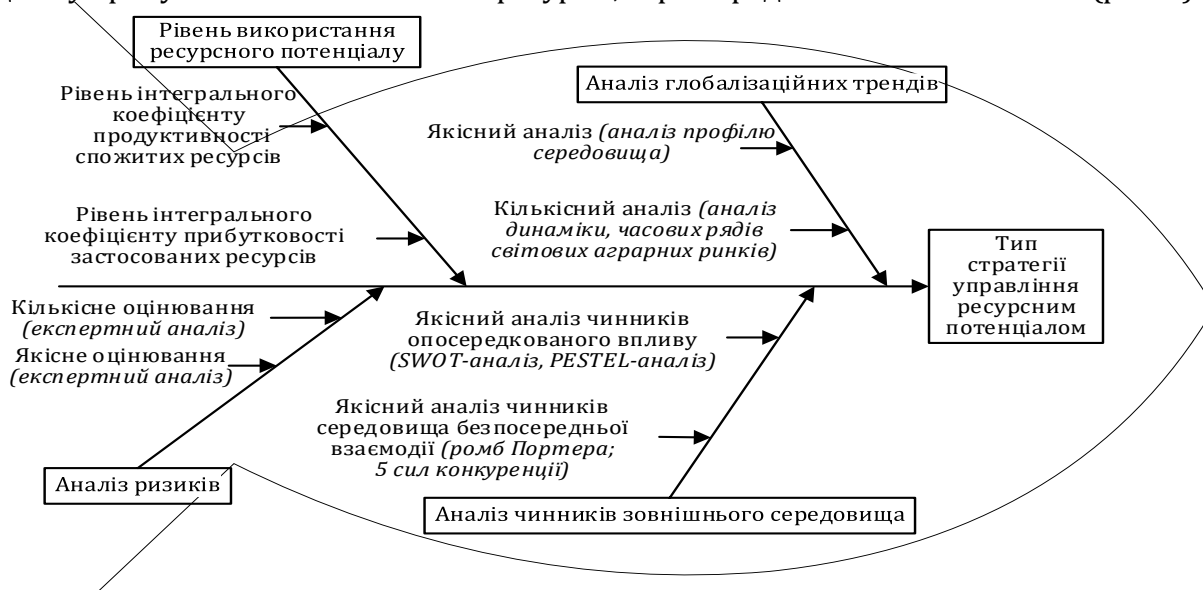 Рівень використання
ресурсного потенціалу
Рівень інтегрального
коефіцієнту
продуктивності
спожитих ресурсів
Рівень інтегрального
коефіцієнту прибутковості
застосованих ресурсів
Аналіз глобалізаційних трендів
Якісний аналіз (аналіз профілю
середовища)
Кількісний аналіз (аналіз
динаміки, часових рядів
світових аграрних ринків)
Тип
стратегії
управління
ресурсним
потенціалом
Кількісне оцінювання
(експертний аналіз)
Якісне оцінювання
(експертний аналіз)
Аналіз ризиків
Якісний аналіз чинників
опосередкованого впливу
(SWOT-аналіз, PESTEL-аналіз)
Якісний аналіз чинників
середовища безпосередньої
взаємодії (ромб Портера;
5 сил конкуренції)
Аналіз чинників зовнішнього середовища